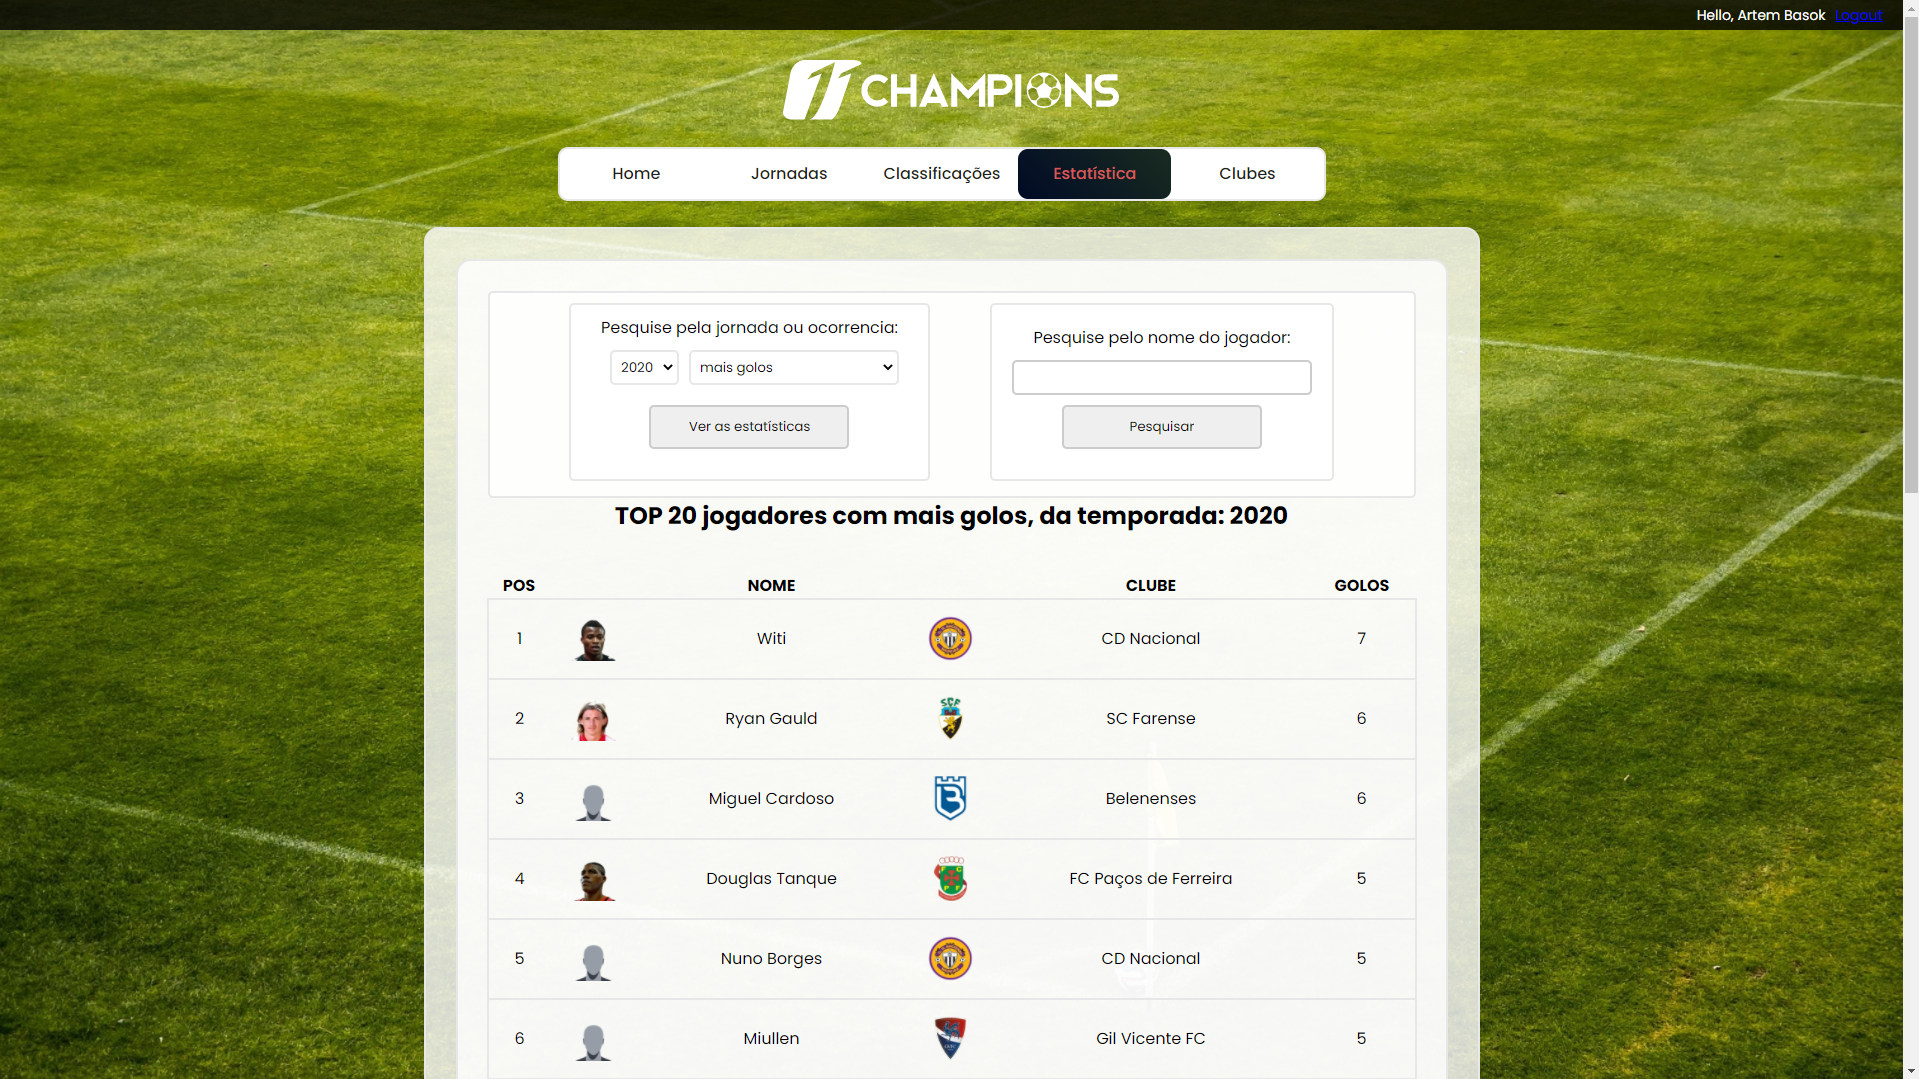 Hello, Artem Basok Logout
11 CHAMPIONS
Home Jornadas Classificações Estatística Clubes
Pesquise pela jornada ou ocorrencia:
2020 mais golos
Ver as estatísticas
Pesquise pelo nome do jogador:
Pesquisar
TOP 20 jogadores com mais golos, da temporada: 2020
POS NOME CLUBE GOLOS
1 Witi CD Nacional 7
2 Ryan Gauld SCF SC Farense 6
3 Miguel Cardoso B Belenenses 6
4 Douglas Tanque FC Paços de Ferreira 5
5 Nuno Borges CD Nacional 5
6 Miullen Gil Vicente FC 5